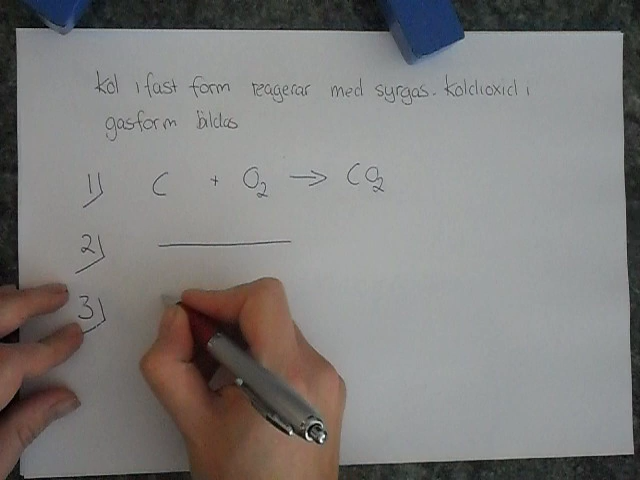 Kol i fast form reagerar med syrgas. Koldioxid i
gasform bildas
1) C + O2 → CO2
2)
3)